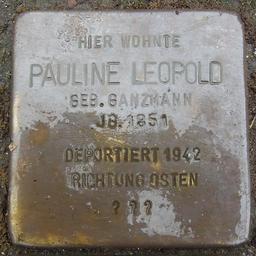 HIER WOHNTE
PAULINE LEOPOLD
GEB. GANZMANN
JG. 1851
DEPORTIERT 1942
RICHTUNG OSTEN
? ? ?